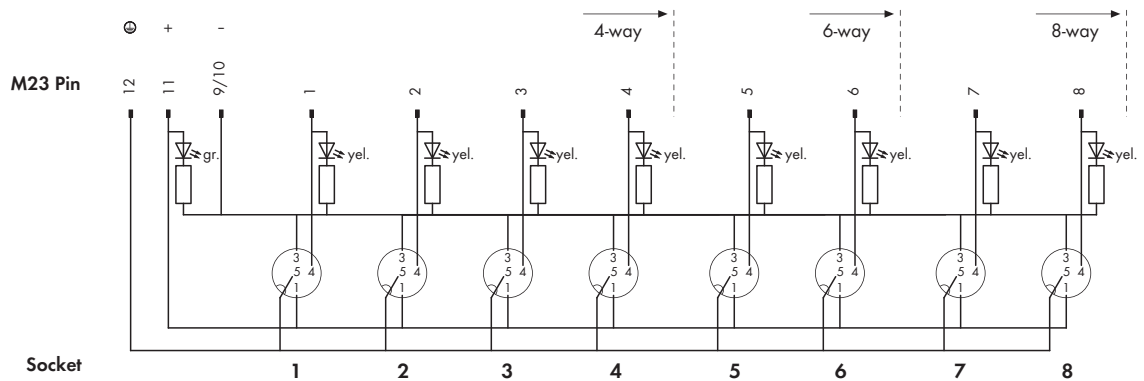 4-way 6-way 8-way
⏚ + –
M23 Pin 12 11 9/10 1 2 3 4 5 6 7 8
gr. yel. yel. yel. yel. yel. yel. yel. yel.
3 3 3 3 3 3 3 3
5 4 5 4 5 4 5 4 5 4 5 4 5 4 5 4
1 1 1 1 1 1 1 1
Socket 1 2 3 4 5 6 7 8